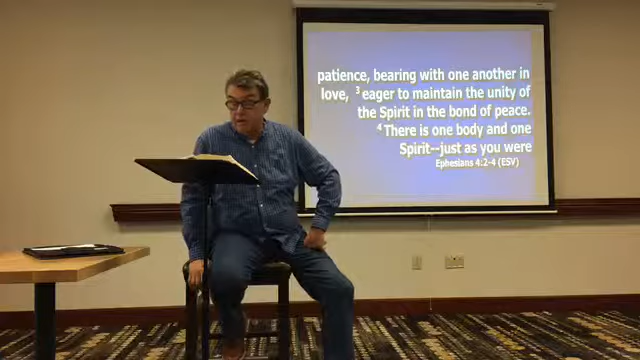 patience, bearing with one another in
love, ³ eager to maintain the unity of
the Spirit in the bond of peace.
⁴ There is one body and one
Spirit--just as you were
Ephesians 4:2-4 (ESV)